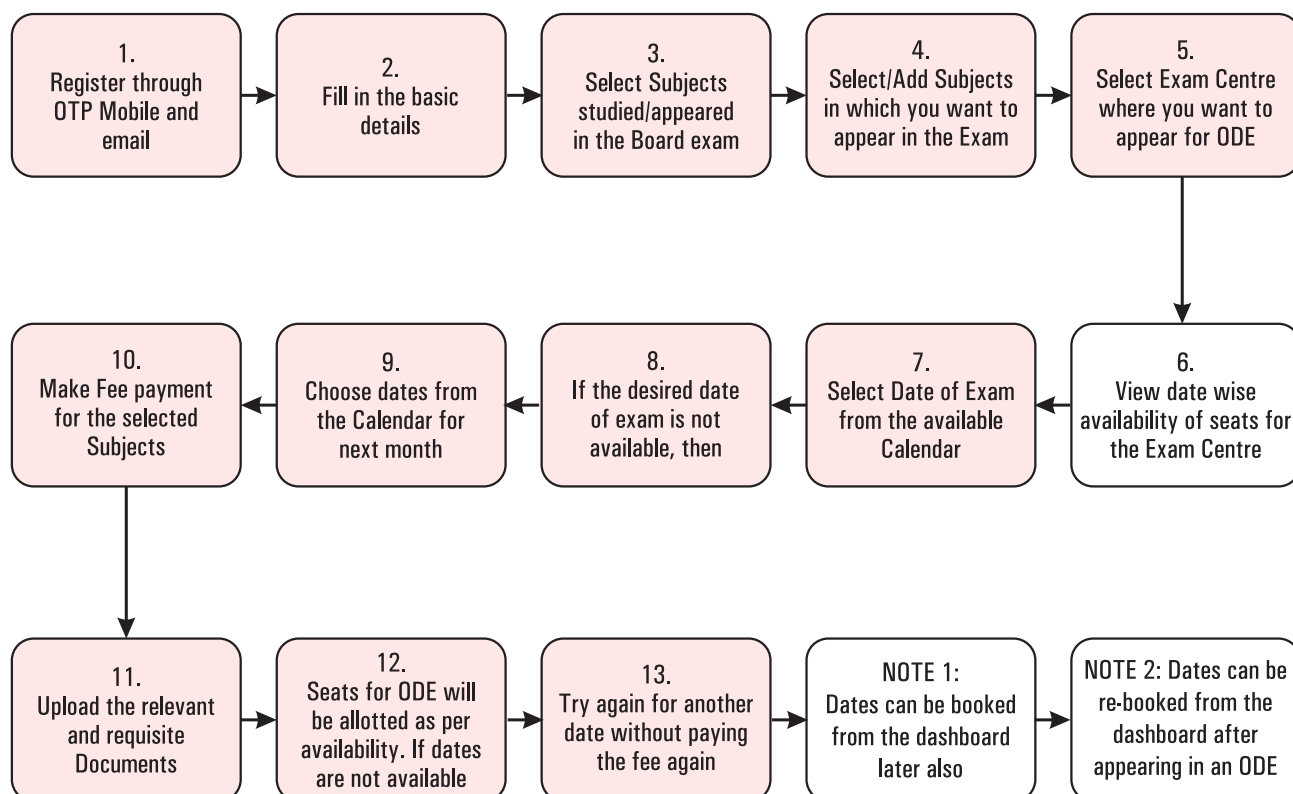 1.
Register through
OTP Mobile and
email
2.
Fill in the basic
details
3.
Select Subjects
studied/appeared
in the Board exam
4.
Select/Add Subjects
in which you want to
appear in the Exam
5.
Select Exam Centre
where you want to
appear for ODE
6.
View date wise
availability of seats for
the Exam Centre
7.
Select Date of Exam
from the available
Calendar
8.
If the desired date
of exam is not
available, then
9.
Choose dates from
the Calendar for
next month
10.
Make Fee payment
for the selected
Subjects
11.
Upload the relevant
and requisite
Documents
12.
Seats for ODE will
be allotted as per
availability. If dates
are not available
13.
Try again for another
date without paying
the fee again
NOTE 1:
Dates can be booked
from the dashboard
later also
NOTE 2: Dates can be
re-booked from the
dashboard after
appearing in an ODE